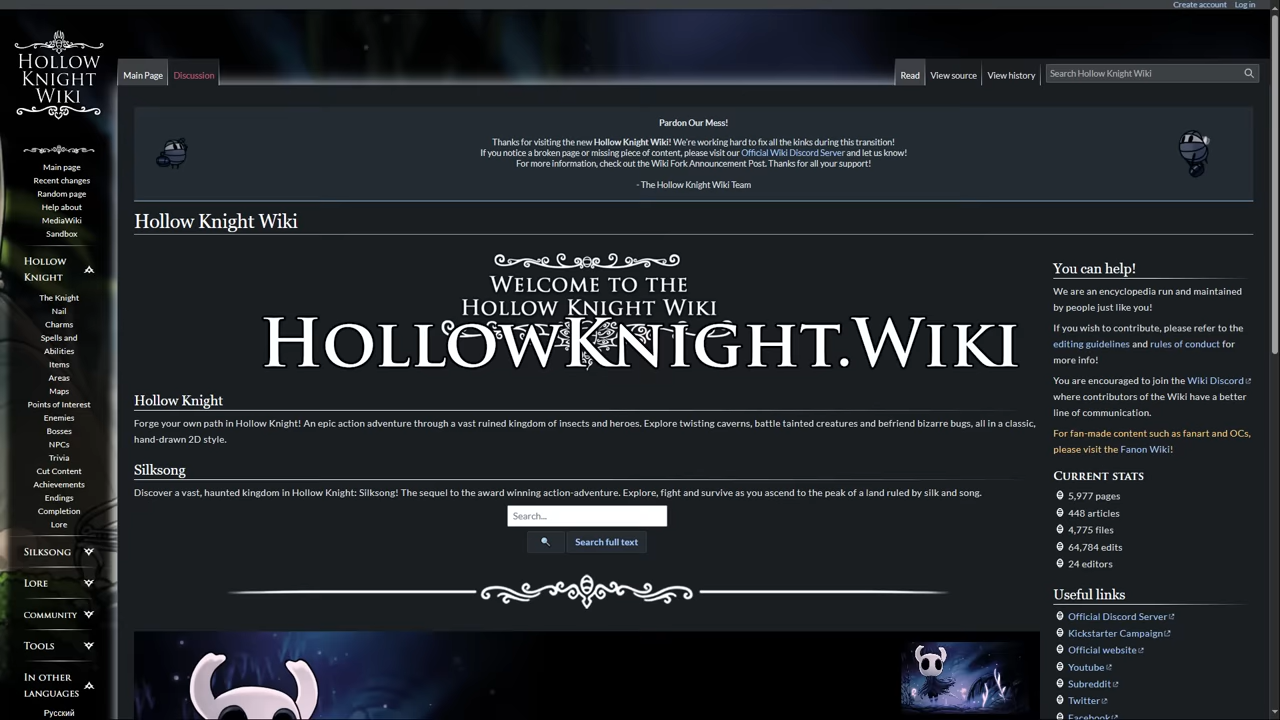 Create account Log in
HOLLOW
KNIGHT
WIKI
Main Page Discussion
Read View source View history
Search Hollow Knight Wiki
Main page
Recent changes
Random page
Help about
MediaWiki
Sandbox
HOLLOW
KNIGHT
The Knight
Nail
Charms
Spells and
Abilities
Items
Areas
Maps
Points of Interest
Enemies
Bosses
NPCs
Trivia
Cut Content
Achievements
Endings
Completion
Lore
SILKSONG
LORE
COMMUNITY
TOOLS
IN OTHER
LANGUAGES
Русский
Pardon Our Mess!
Thanks for visiting the new Hollow Knight Wiki! We're working hard to fix all the kinks during this transition!
If you notice a broken page or missing piece of content, please visit our Official Wiki Discord Server and let us know!
For more information, check out the Wiki Fork Announcement Post. Thanks for all your support!
- The Hollow Knight Wiki Team
Hollow Knight Wiki
WELCOME TO THE
HOLLOW KNIGHT WIKI
HOLLOWKNIGHT.WIKI
Hollow Knight
Forge your own path in Hollow Knight! An epic action adventure through a vast ruined kingdom of insects and heroes. Explore twisting caverns, battle tainted creatures and befriend bizarre bugs, all in a classic,
hand-drawn 2D style.
Silksong
Discover a vast, haunted kingdom in Hollow Knight: Silksong! The sequel to the award winning action-adventure. Explore, fight and survive as you ascend to the peak of a land ruled by silk and song.
Search...
Search full text
You can help!
We are an encyclopedia run and maintained
by people just like you!
If you wish to contribute, please refer to the
editing guidelines and rules of conduct for
more info!
You are encouraged to join the Wiki Discord
where contributors of the Wiki have a better
line of communication.
For fan-made content such as fanart and OCs,
please visit the Fanon Wiki!
CURRENT STATS
5,977 pages
448 articles
4,775 files
64,784 edits
24 editors
Useful links
Official Discord Server
Kickstarter Campaign
Official website
Youtube
Subreddit
Twitter
Facebook